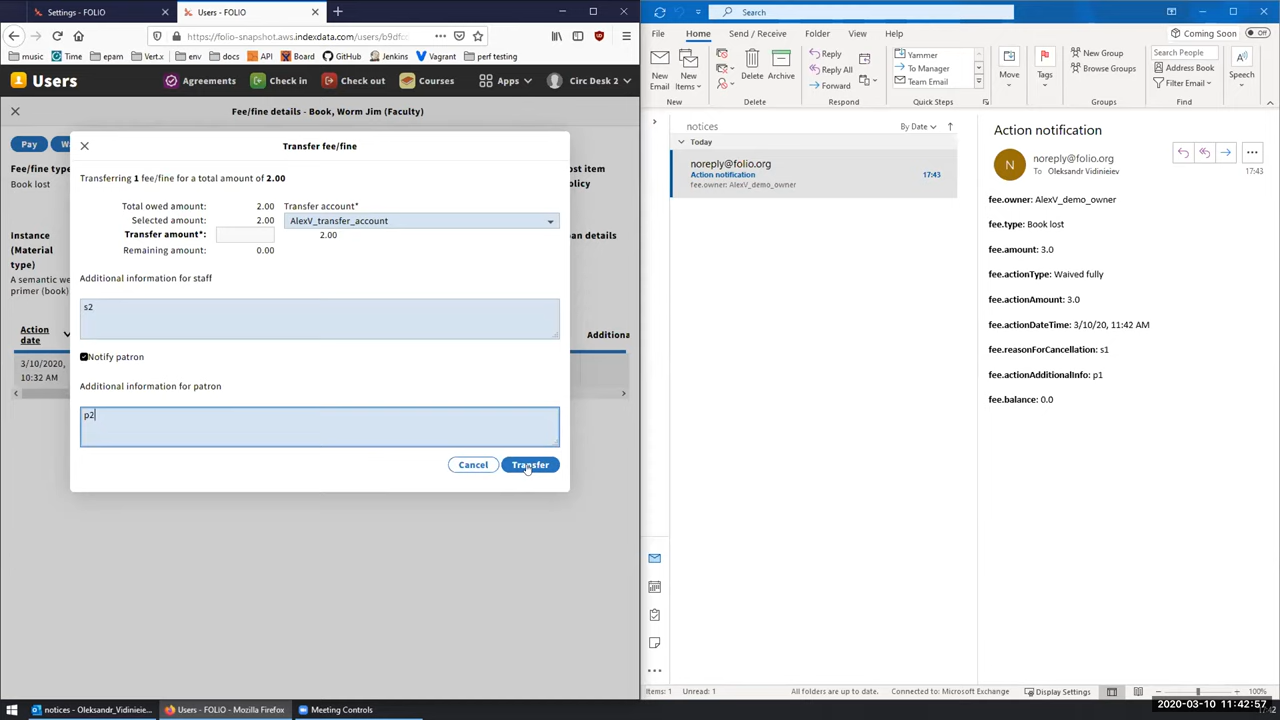 Settings - FOLIO
Users - FOLIO
https://folio-snapshot.aws.indexdata.com/users/b9dfc
music Time epam Vert.x docs API Board GitHub Jenkins Vagrant perf testing
Users Agreements Check in Check out Courses Apps Circ Desk 2
Fee/fine details - Book, Worm Jim (Faculty)
Pay
Fee/fine type
Book lost
Instance
(Material
type)
A semantic we
primer (book)
Action
date
3/10/2020,
10:32 AM
ost item
policy
an details
Additiona
Transfer fee/fine
Transferring 1 fee/fine for a total amount of 2.00
Total owed amount: 2.00
Selected amount: 2.00
Transfer amount*:
Remaining amount: 0.00
Transfer account*
AlexV_transfer_account
2.00
Additional information for staff
s2
Notify patron
Additional information for patron
p2
Cancel Transfer
Search
Coming Soon Off
File Home Send / Receive Folder View Help
New
Email
New
Items
New
Delete Archive
Delete
Reply
Reply All
Forward
Respond
Yammer
To Manager
Team Email
Quick Steps
Move
Tags
New Group
Browse Groups
Groups
Search People
Address Book
Filter Email
Find
Speech
notices By Date
Today
noreply@folio.org
Action notification 17:43
fee.owner: AlexV_demo_owner
Action notification
N
noreply@folio.org
To Oleksandr Vidinieiev
17:43
fee.owner: AlexV_demo_owner
fee.type: Book lost
fee.amount: 3.0
fee.actionType: Waived fully
fee.actionAmount: 3.0
fee.actionDateTime: 3/10/20, 11:42 AM
fee.reasonForCancellation: s1
fee.actionAdditionalInfo: p1
fee.balance: 0.0
Items: 1 Unread: 1 All folders are up to date. Connected to: Microsoft Exchange Display Settings 100%
notices - Oleksandr_Vidinie... Users - FOLIO - Mozilla Firefox Meeting Controls
2020-03-10 11:42:57